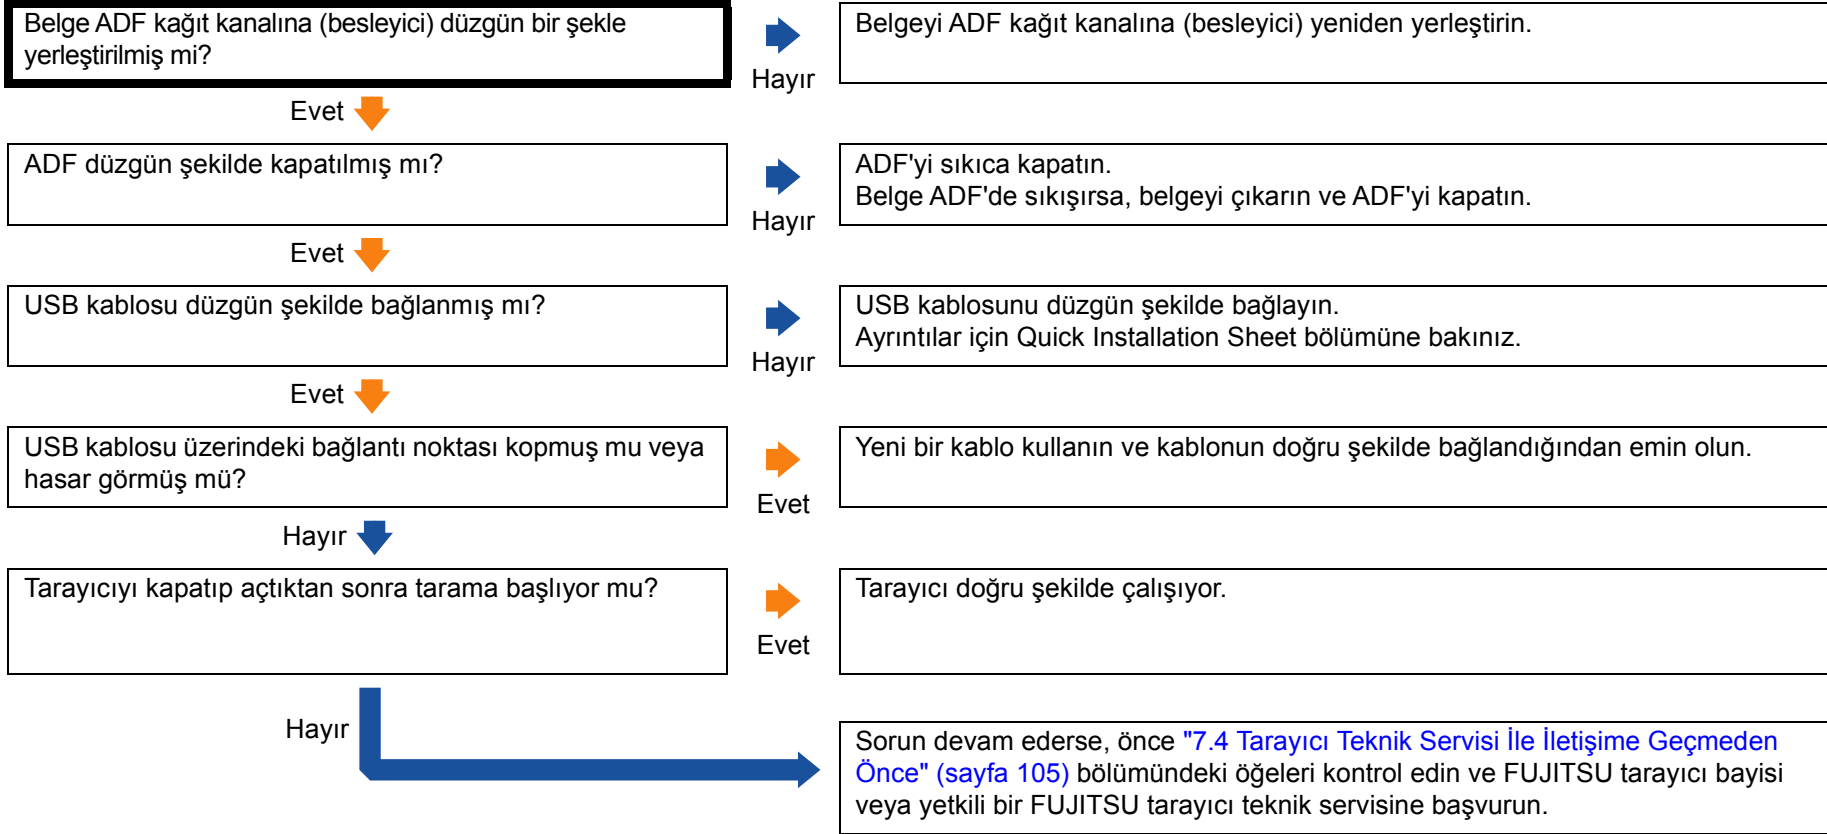 Belge ADF kağıt kanalına (besleyici) düzgün bir şekle
yerleştirilmiş mi?
Hayır
Belgeyi ADF kağıt kanalına (besleyici) yeniden yerleştirin.
Evet
ADF düzgün şekilde kapatılmış mı?
Hayır
ADF'yi sıkıca kapatın.
Belge ADF'de sıkışırsa, belgeyi çıkarın ve ADF'yi kapatın.
Evet
USB kablosu düzgün şekilde bağlanmış mı?
Hayır
USB kablosunu düzgün şekilde bağlayın.
Ayrıntılar için Quick Installation Sheet bölümüne bakınız.
Evet
USB kablosu üzerindeki bağlantı noktası kopmuş mu veya
hasar görmüş mü?
Evet
Yeni bir kablo kullanın ve kablonun doğru şekilde bağlandığından emin olun.
Hayır
Tarayıcıyı kapatıp açtıktan sonra tarama başlıyor mu?
Evet
Tarayıcı doğru şekilde çalışıyor.
Hayır
Sorun devam ederse, önce "7.4 Tarayıcı Teknik Servisi İle İletişime Geçmeden
Önce" (sayfa 105) bölümündeki öğeleri kontrol edin ve FUJITSU tarayıcı bayisi
veya yetkili bir FUJITSU tarayıcı teknik servisine başvurun.